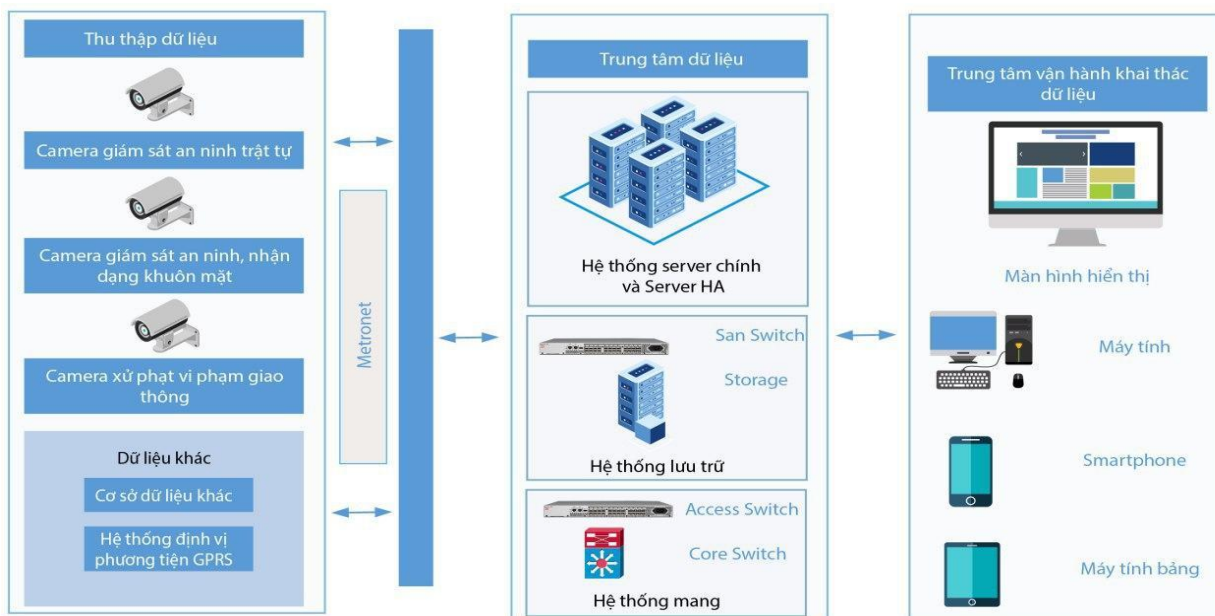 Thu thập dữ liệu
Camera giám sát an ninh trật tự
Camera giám sát an ninh, nhận
dạng khuôn mặt
Camera xử phạt vi phạm giao
thông
Dữ liệu khác
Cơ sở dữ liệu khác
Hệ thống định vị
phương tiện GPRS
Metronet
Trung tâm dữ liệu
Hệ thống server chính
và Server HA
San Switch
Storage
Hệ thống lưu trữ
Access Switch
Core Switch
Hệ thống mang
Trung tâm vận hành khai thác
dữ liệu
Màn hình hiển thị
Máy tính
Smartphone
Máy tính bảng